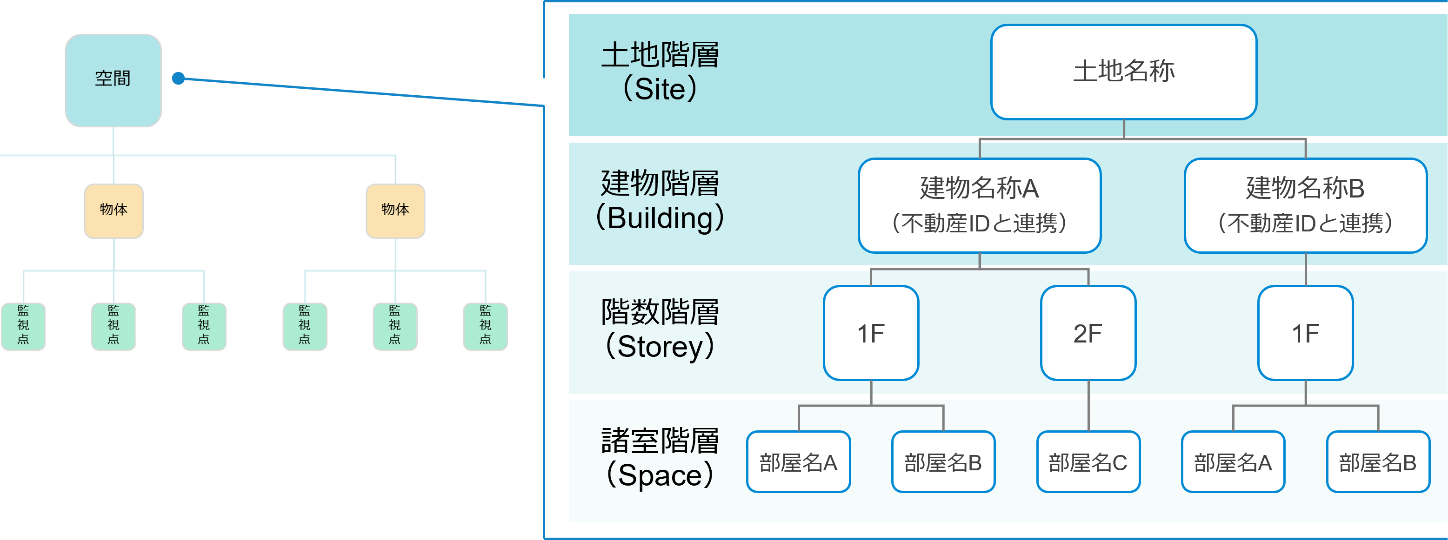 空間
物体
物体
監視点
監視点
監視点
監視点
監視点
監視点
土地階層
（Site）
土地名称
建物階層
（Building）
建物名称A
（不動産IDと連携）
建物名称B
（不動産IDと連携）
階数階層
（Storey）
1F
2F
1F
諸室階層
（Space）
部屋名A
部屋名B
部屋名C
部屋名A
部屋名B